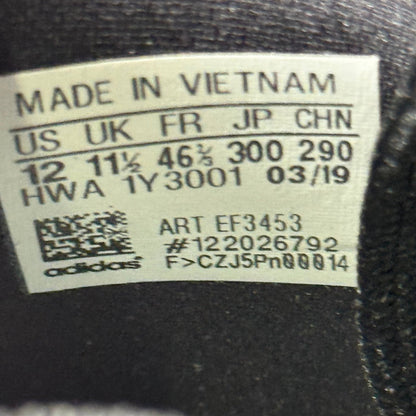 MADE IN VIETNAM
US UK FR JP CHN
12 11½ 46⅔ 300 290
HWA 1Y3001 03/19
ART EF3453
#122026792
adidas F>CZJ5Pn00014